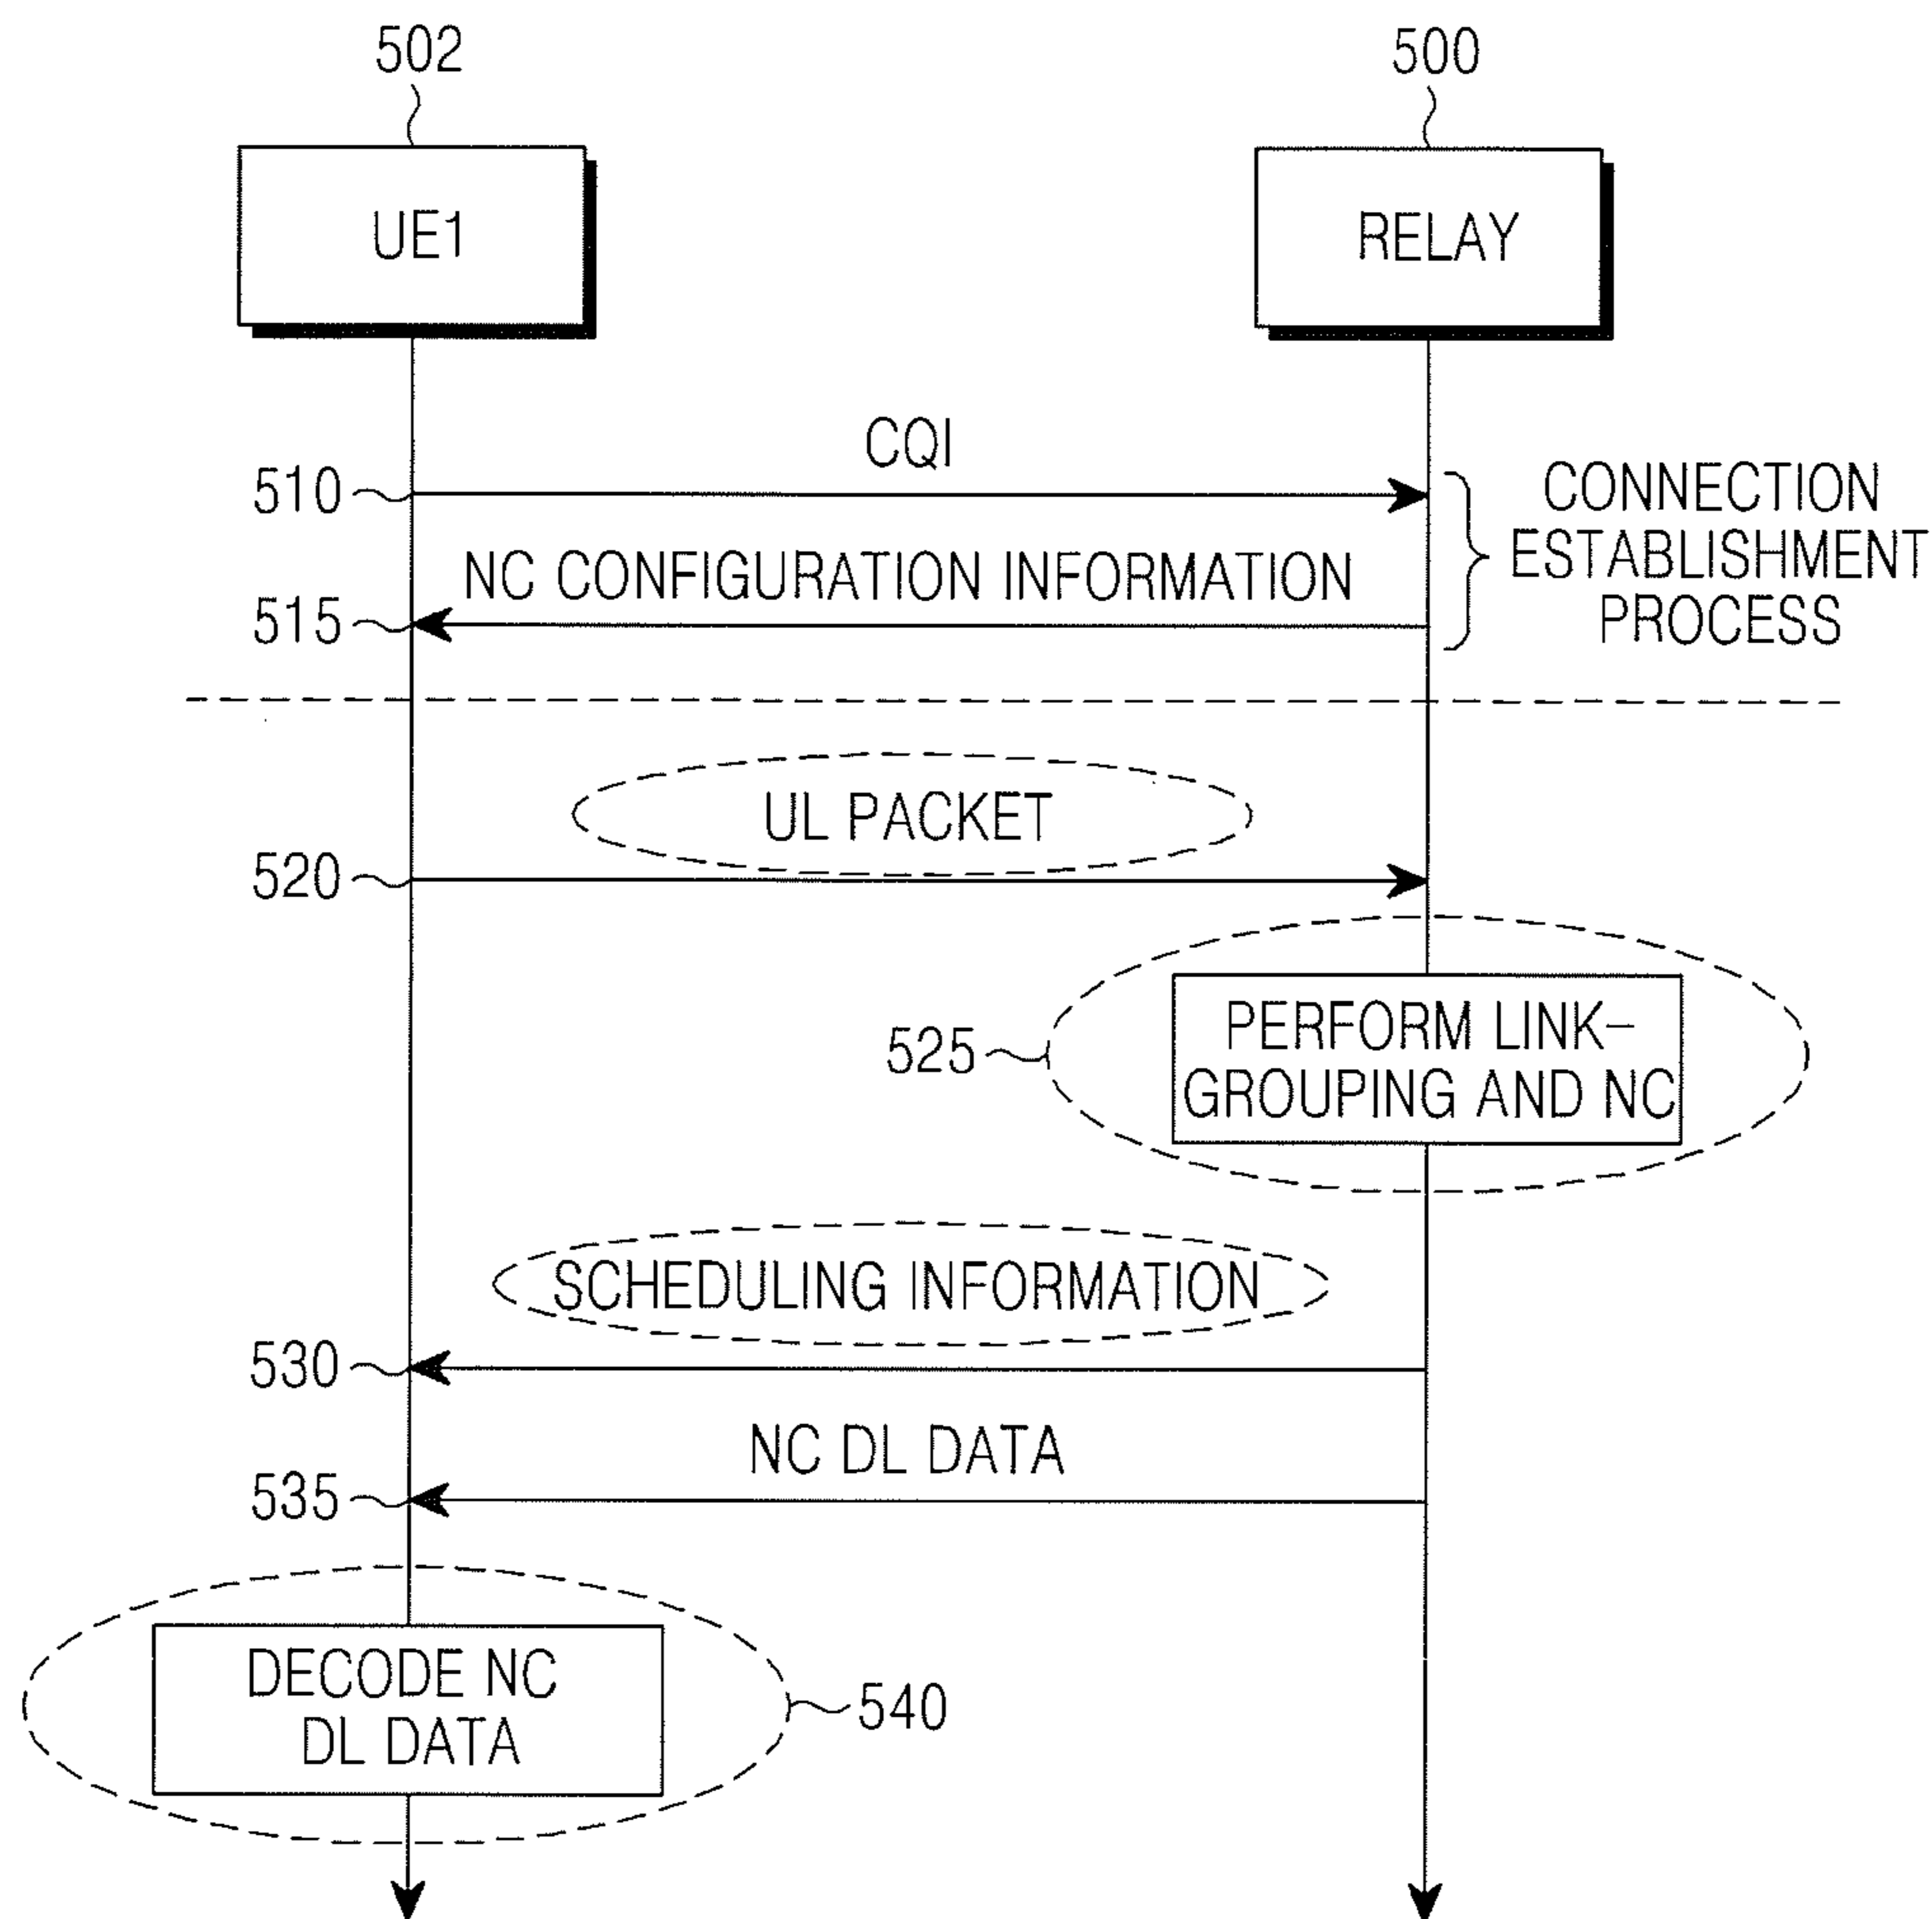 502
500
UE1
RELAY
CQI
510
CONNECTION
ESTABLISHMENT
PROCESS
NC CONFIGURATION INFORMATION
515
UL PACKET
520
PERFORM LINK-
GROUPING AND NC
525
SCHEDULING INFORMATION
530
NC DL DATA
535
DECODE NC
DL DATA
540